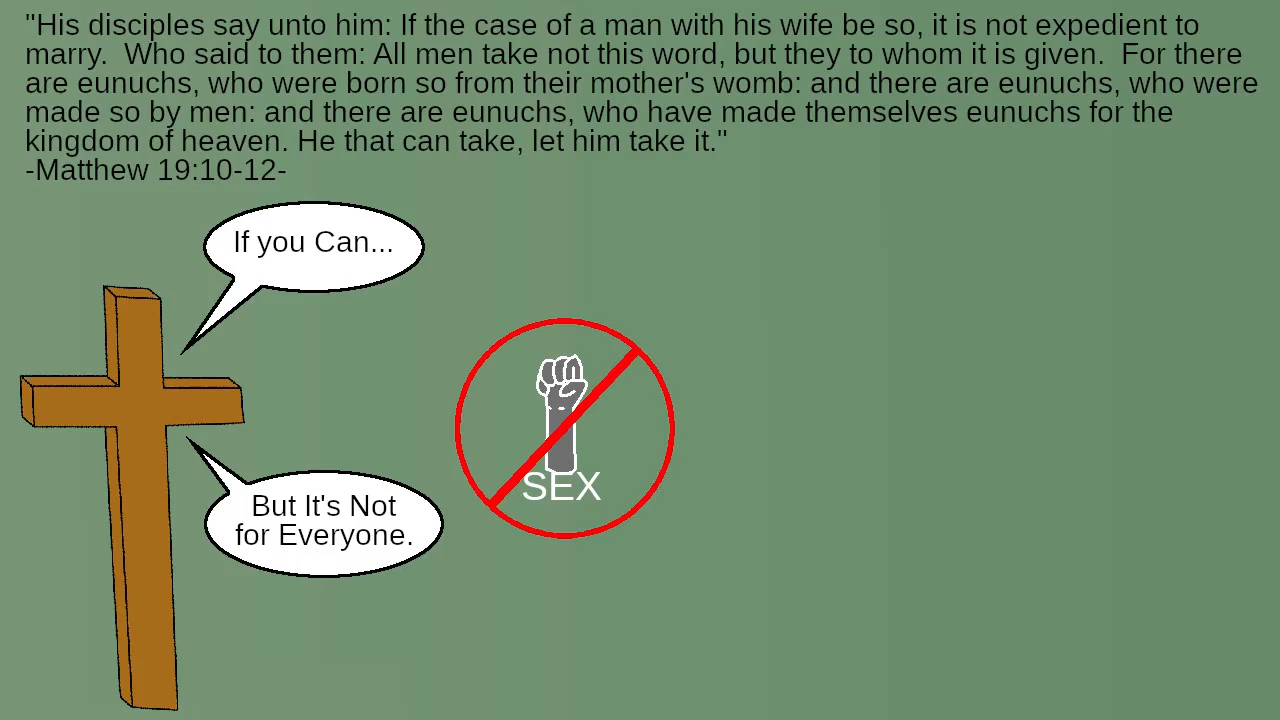 "His disciples say unto him: If the case of a man with his wife be so, it is not expedient to
marry.  Who said to them: All men take not this word, but they to whom it is given.  For there
are eunuchs, who were born so from their mother's womb: and there are eunuchs, who were
made so by men: and there are eunuchs, who have made themselves eunuchs for the
kingdom of heaven. He that can take, let him take it."
-Matthew 19:10-12-
If you Can...
But It's Not
for Everyone.
SEX